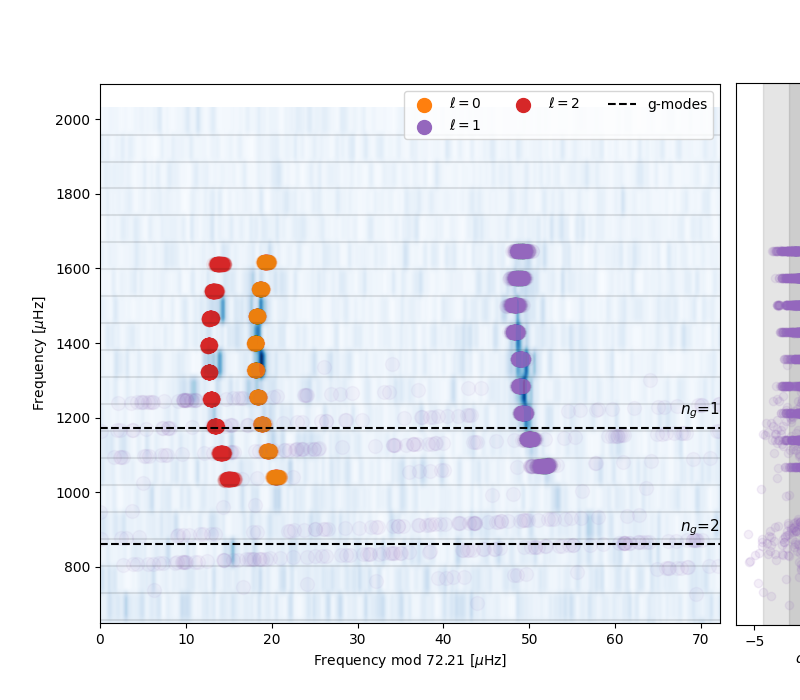 ℓ = 0
ℓ = 2
g-modes
ℓ = 1
2000
1800
1600
1400
1200
1000
800
Frequency [μHz]
n_g=1
n_g=2
0
10
20
30
40
50
60
70
Frequency mod 72.21 [μHz]
−5